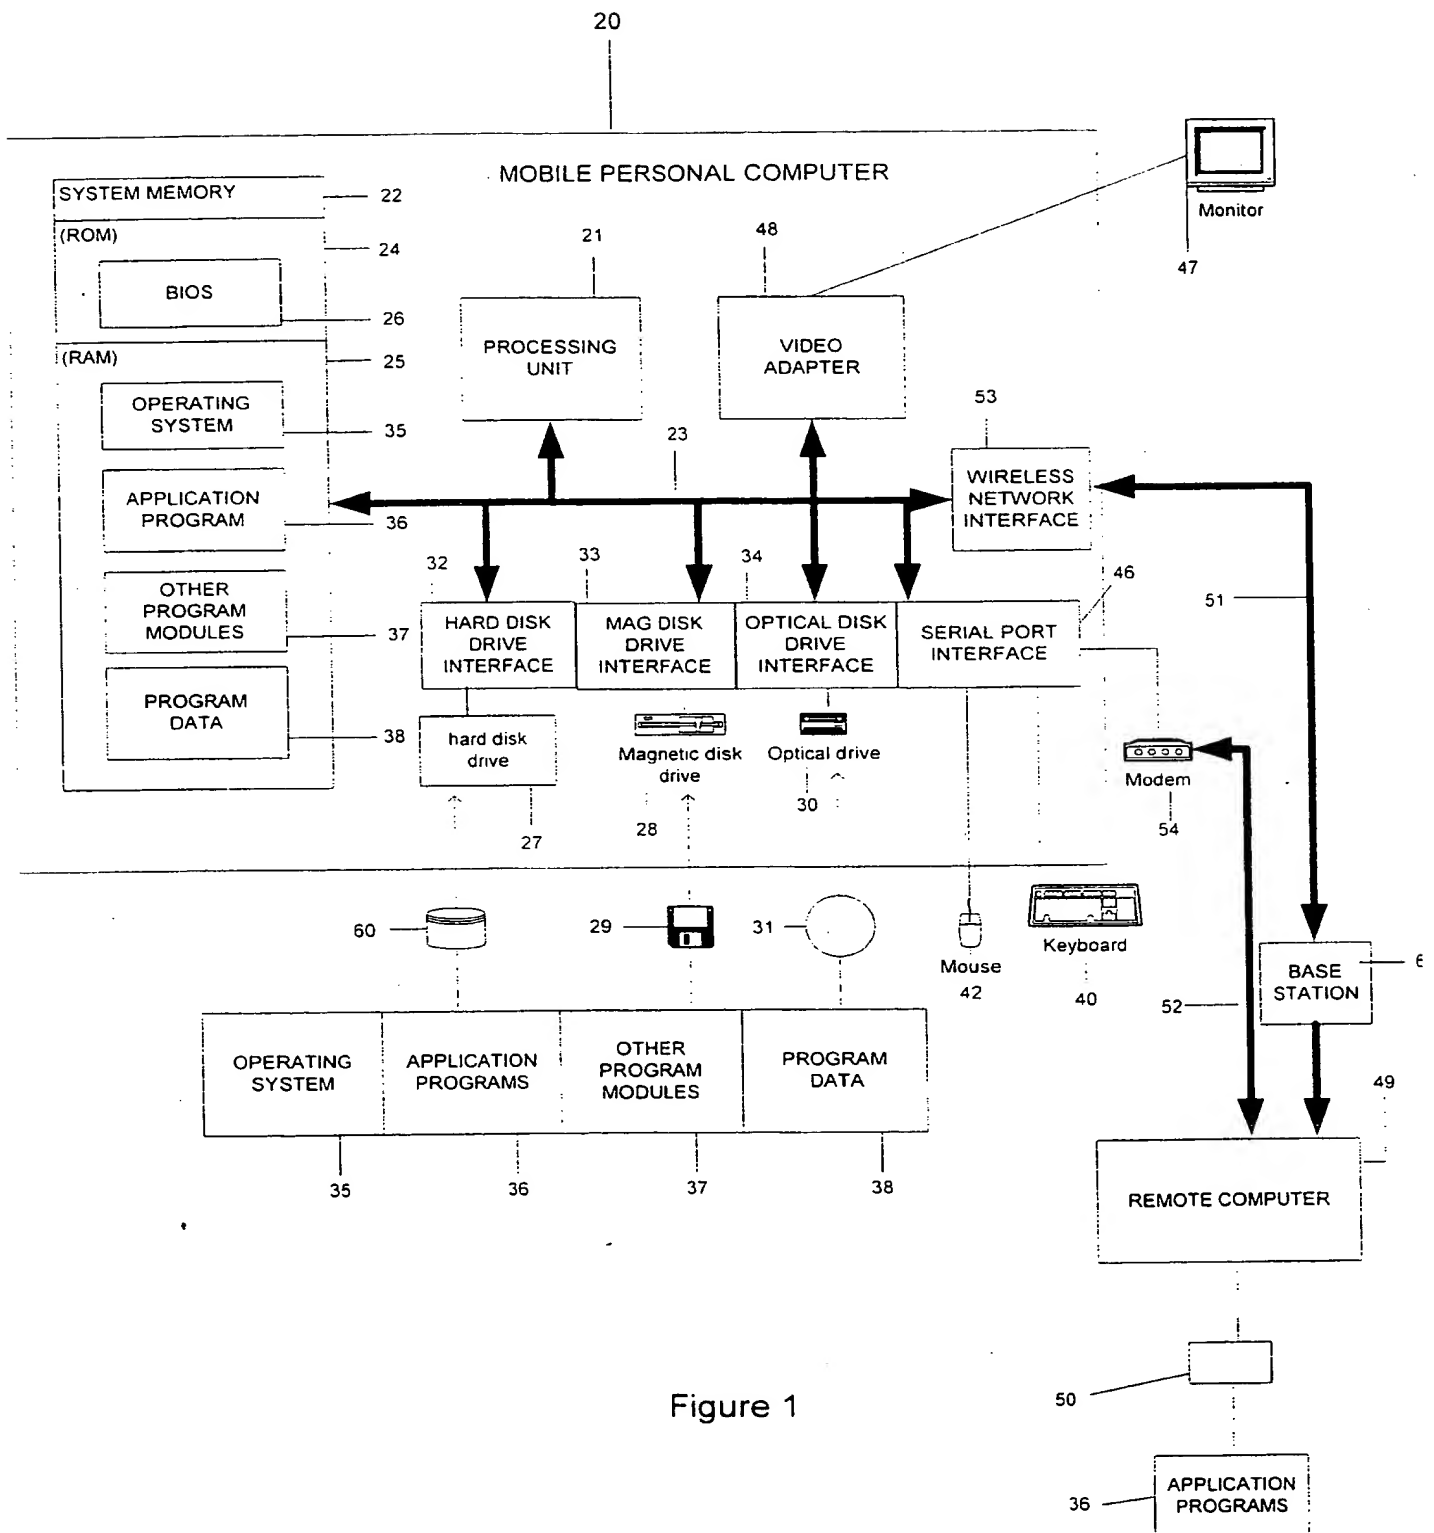 20
MOBILE PERSONAL COMPUTER
SYSTEM MEMORY
22
(ROM)
24
BIOS
26
(RAM)
25
OPERATING
SYSTEM
35
APPLICATION
PROGRAM
36
OTHER
PROGRAM
MODULES
37
PROGRAM
DATA
38
21
PROCESSING
UNIT
48
VIDEO
ADAPTER
Monitor
47
23
53
WIRELESS
NETWORK
INTERFACE
32
33
34
46
HARD DISK
DRIVE
INTERFACE
MAG DISK
DRIVE
INTERFACE
OPTICAL DISK
DRIVE
INTERFACE
SERIAL PORT
INTERFACE
51
hard disk
drive
27
Magnetic disk
drive
28
Optical drive
30
Modem
54
60
29
31
Mouse
42
Keyboard
40
52
BASE
STATION
OPERATING
SYSTEM
APPLICATION
PROGRAMS
OTHER
PROGRAM
MODULES
PROGRAM
DATA
35
36
37
38
49
REMOTE COMPUTER
50
36
APPLICATION
PROGRAMS
Figure 1